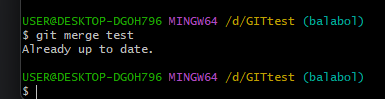 USER@DESKTOP-DGOH796 MINGW64 /d/GITtest (balabol)
$ git merge test
Already up to date.
USER@DESKTOP-DGOH796 MINGW64 /d/GITtest (balabol)
$